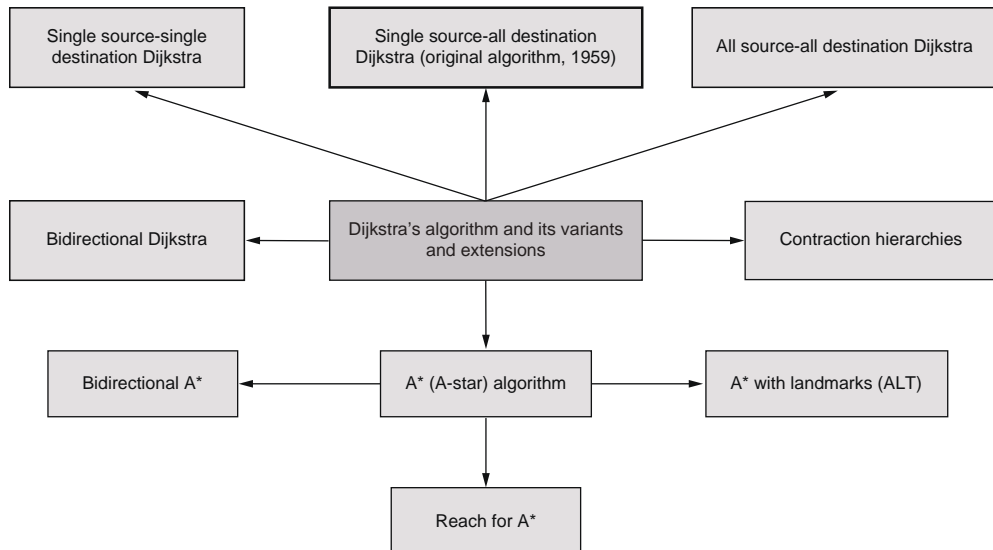 Single source-single
destination Dijkstra
Single source-all destination
Dijkstra (original algorithm, 1959)
All source-all destination Dijkstra
Bidirectional Dijkstra
Dijkstra’s algorithm and its variants
and extensions
Contraction hierarchies
Bidirectional A*
A* (A-star) algorithm
A* with landmarks (ALT)
Reach for A*